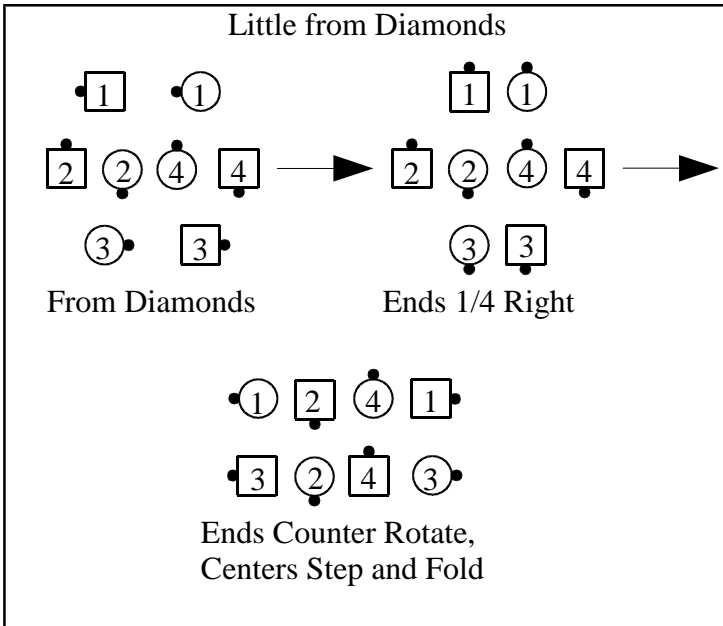 Little from Diamonds
1 1 1 1
2 2 4 4 2 2 4 4
3 3 3 3
From Diamonds Ends 1/4 Right
1 2 4 1
3 2 4 3
Ends Counter Rotate,
Centers Step and Fold